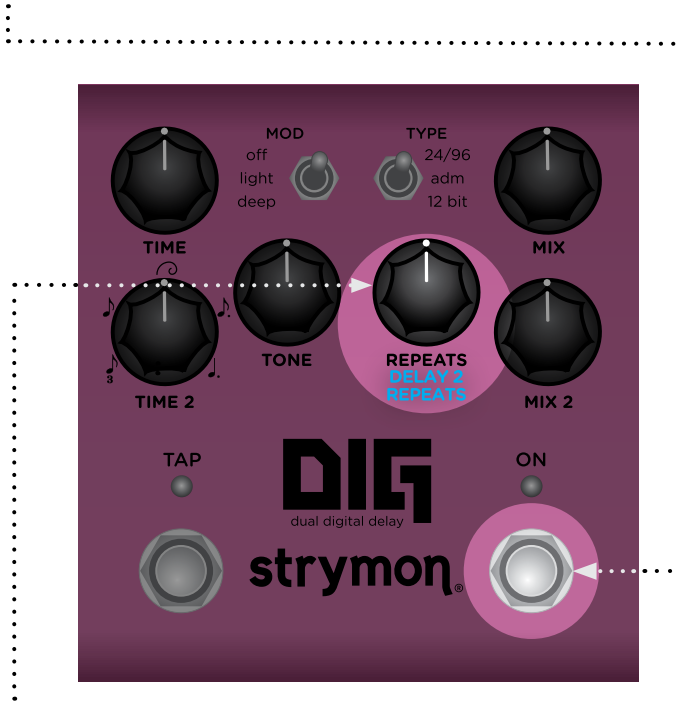 MOD
TYPE
off
24/96
light
adm
deep
12 bit
TIME
MIX
TONE
REPEATS
DELAY 2
REPEATS
3
TIME 2
MIX 2
TAP
ON
DIG
dual digital delay
strymon®